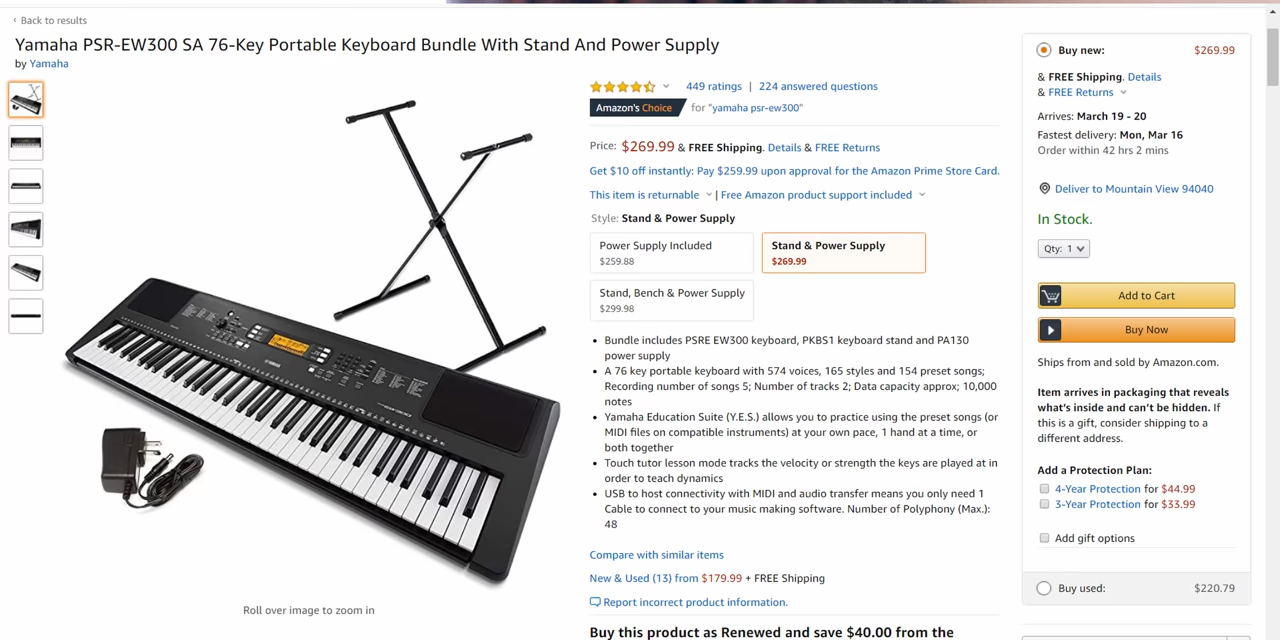 ‹ Back to results
Yamaha PSR-EW300 SA 76-Key Portable Keyboard Bundle With Stand And Power Supply
by Yamaha
Roll over image to zoom in
449 ratings | 224 answered questions
Amazon's Choice for "yamaha psr-ew300"
Price: $269.99 & FREE Shipping. Details & FREE Returns
Get $10 off instantly: Pay $259.99 upon approval for the Amazon Prime Store Card.
This item is returnable | Free Amazon product support included
Style: Stand & Power Supply
Power Supply Included
$259.88
Stand & Power Supply
$269.99
Stand, Bench & Power Supply
$299.98
• Bundle includes PSRE EW300 keyboard, PKBS1 keyboard stand and PA130
power supply
• A 76 key portable keyboard with 574 voices, 165 styles and 154 preset songs;
Recording number of songs 5; Number of tracks 2; Data capacity approx; 10,000
notes
• Yamaha Education Suite (Y.E.S.) allows you to practice using the preset songs (or
MIDI files on compatible instruments) at your own pace, 1 hand at a time, or
both together
• Touch tutor lesson mode tracks the velocity or strength the keys are played at in
order to teach dynamics
• USB to host connectivity with MIDI and audio transfer means you only need 1
Cable to connect to your music making software. Number of Polyphony (Max.):
48
Compare with similar items
New & Used (13) from $179.99 + FREE Shipping
Report incorrect product information.
Buy this product as Renewed and save $40.00 from the
Buy new: $269.99
& FREE Shipping. Details
& FREE Returns
Arrives: March 19 - 20
Fastest delivery: Mon, Mar 16
Order within 42 hrs 2 mins
Deliver to Mountain View 94040
In Stock.
Qty: 1
Add to Cart
Buy Now
Ships from and sold by Amazon.com.
Item arrives in packaging that reveals
what's inside and can't be hidden. If
this is a gift, consider shipping to a
different address.
Add a Protection Plan:
4-Year Protection for $44.99
3-Year Protection for $33.99
Add gift options
Buy used: $220.79